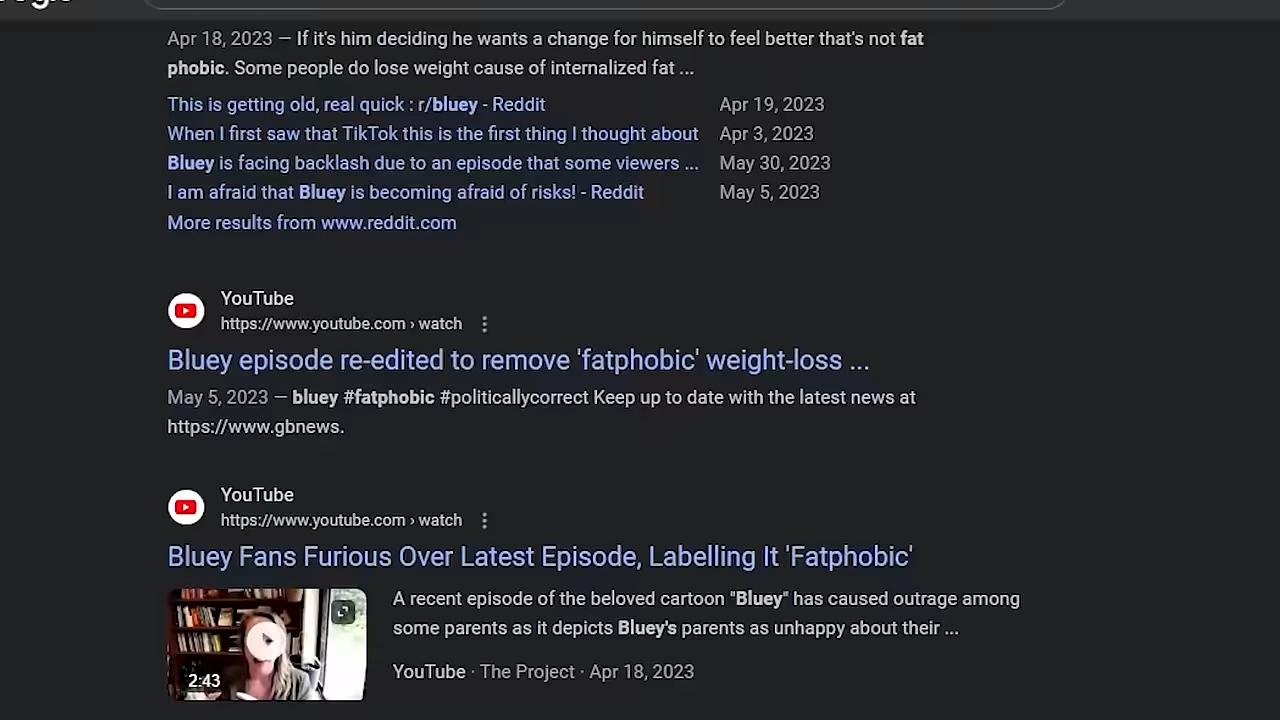 Apr 18, 2023 — If it's him deciding he wants a change for himself to feel better that's not fat
phobic. Some people do lose weight cause of internalized fat ...
This is getting old, real quick : r/bluey - Reddit Apr 19, 2023
When I first saw that TikTok this is the first thing I thought about Apr 3, 2023
Bluey is facing backlash due to an episode that some viewers ... May 30, 2023
I am afraid that Bluey is becoming afraid of risks! - Reddit May 5, 2023
More results from www.reddit.com
YouTube
https://www.youtube.com › watch
Bluey episode re-edited to remove 'fatphobic' weight-loss ...
May 5, 2023 — bluey #fatphobic #politicallycorrect Keep up to date with the latest news at
https://www.gbnews.
YouTube
https://www.youtube.com › watch
Bluey Fans Furious Over Latest Episode, Labelling It 'Fatphobic'
A recent episode of the beloved cartoon "Bluey" has caused outrage among
some parents as it depicts Bluey's parents as unhappy about their ...
2:43
YouTube · The Project · Apr 18, 2023